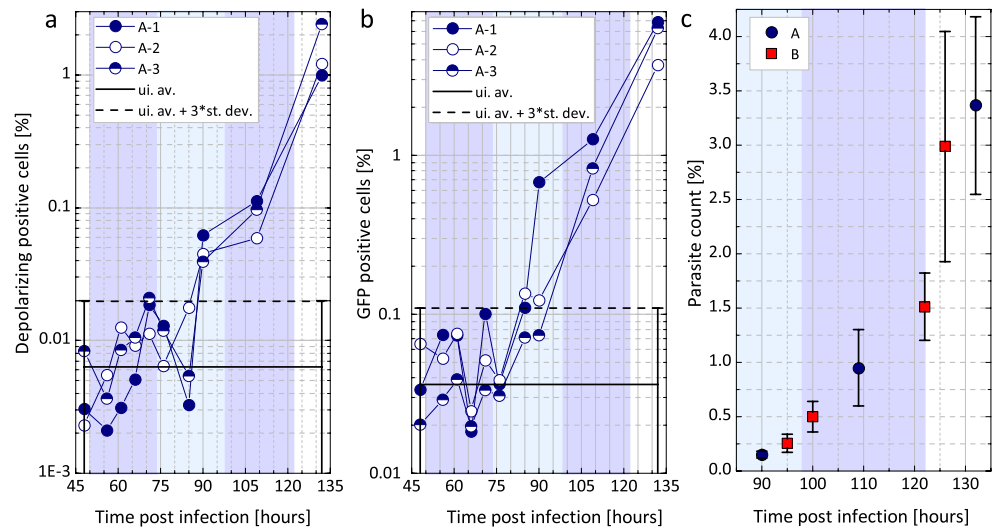 a
Depolarizing positive cells [%]
1
0.1
0.01
1E-3
A-1
A-2
A-3
ui. av.
ui. av. + 3*st. dev.
45 60 75 90 105 120 135
Time post infection [hours]
b
GFP positive cells [%]
1
0.1
0.01
A-1
A-2
A-3
ui. av.
ui. av. + 3*st. dev.
45 60 75 90 105 120 135
Time post infection [hours]
c
Parasite count [%]
4.0
3.5
3.0
2.5
2.0
1.5
1.0
0.5
0.0
A
B
90 100 110 120 130
Time post infection [hours]